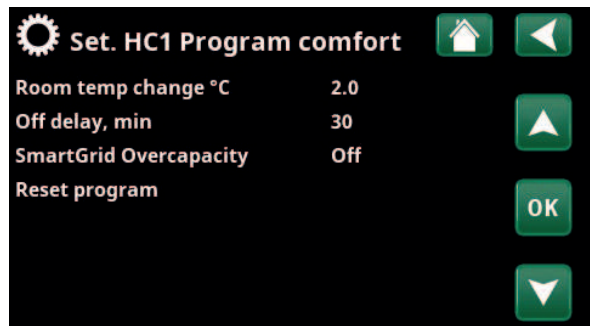 Set. HC1 Program comfort
Room temp change °C 2.0
Off delay, min 30
SmartGrid Overcapacity Off
Reset program
OK